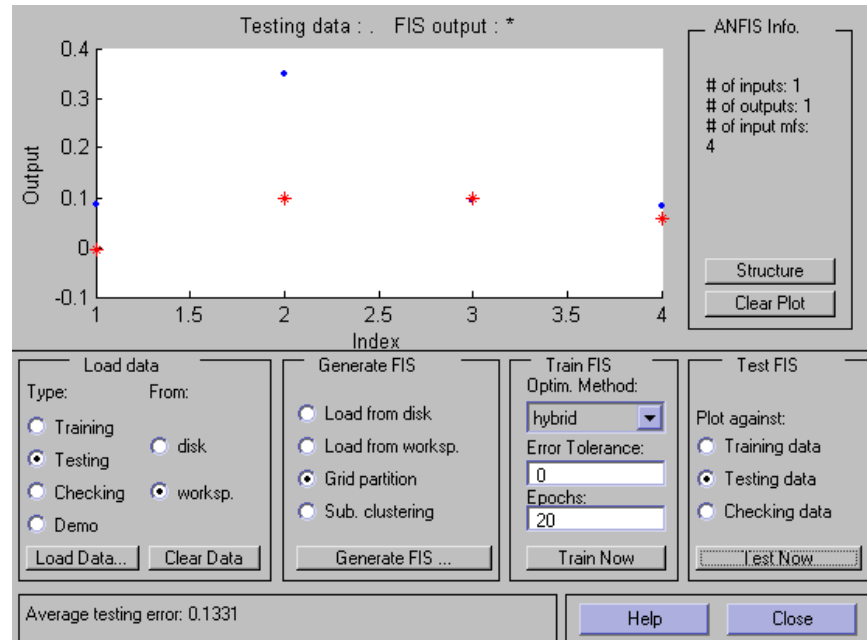 Testing data : .   FIS output : *
0.4
0.3
0.2
0.1
0
-0.1
Output
1
1.5
2
2.5
3
3.5
4
Index
ANFIS Info.
# of inputs: 1
# of outputs: 1
# of input mfs:
4
Structure
Clear Plot
Load data
Type:
From:
Training
Testing
Checking
Demo
disk
worksp.
Load Data...
Clear Data
Generate FIS
Load from disk
Load from worksp.
Grid partition
Sub. clustering
Generate FIS ...
Train FIS
Optim. Method:
hybrid
Error Tolerance:
0
Epochs:
20
Train Now
Test FIS
Plot against:
Training data
Testing data
Checking data
Test Now
Average testing error: 0.1331
Help
Close